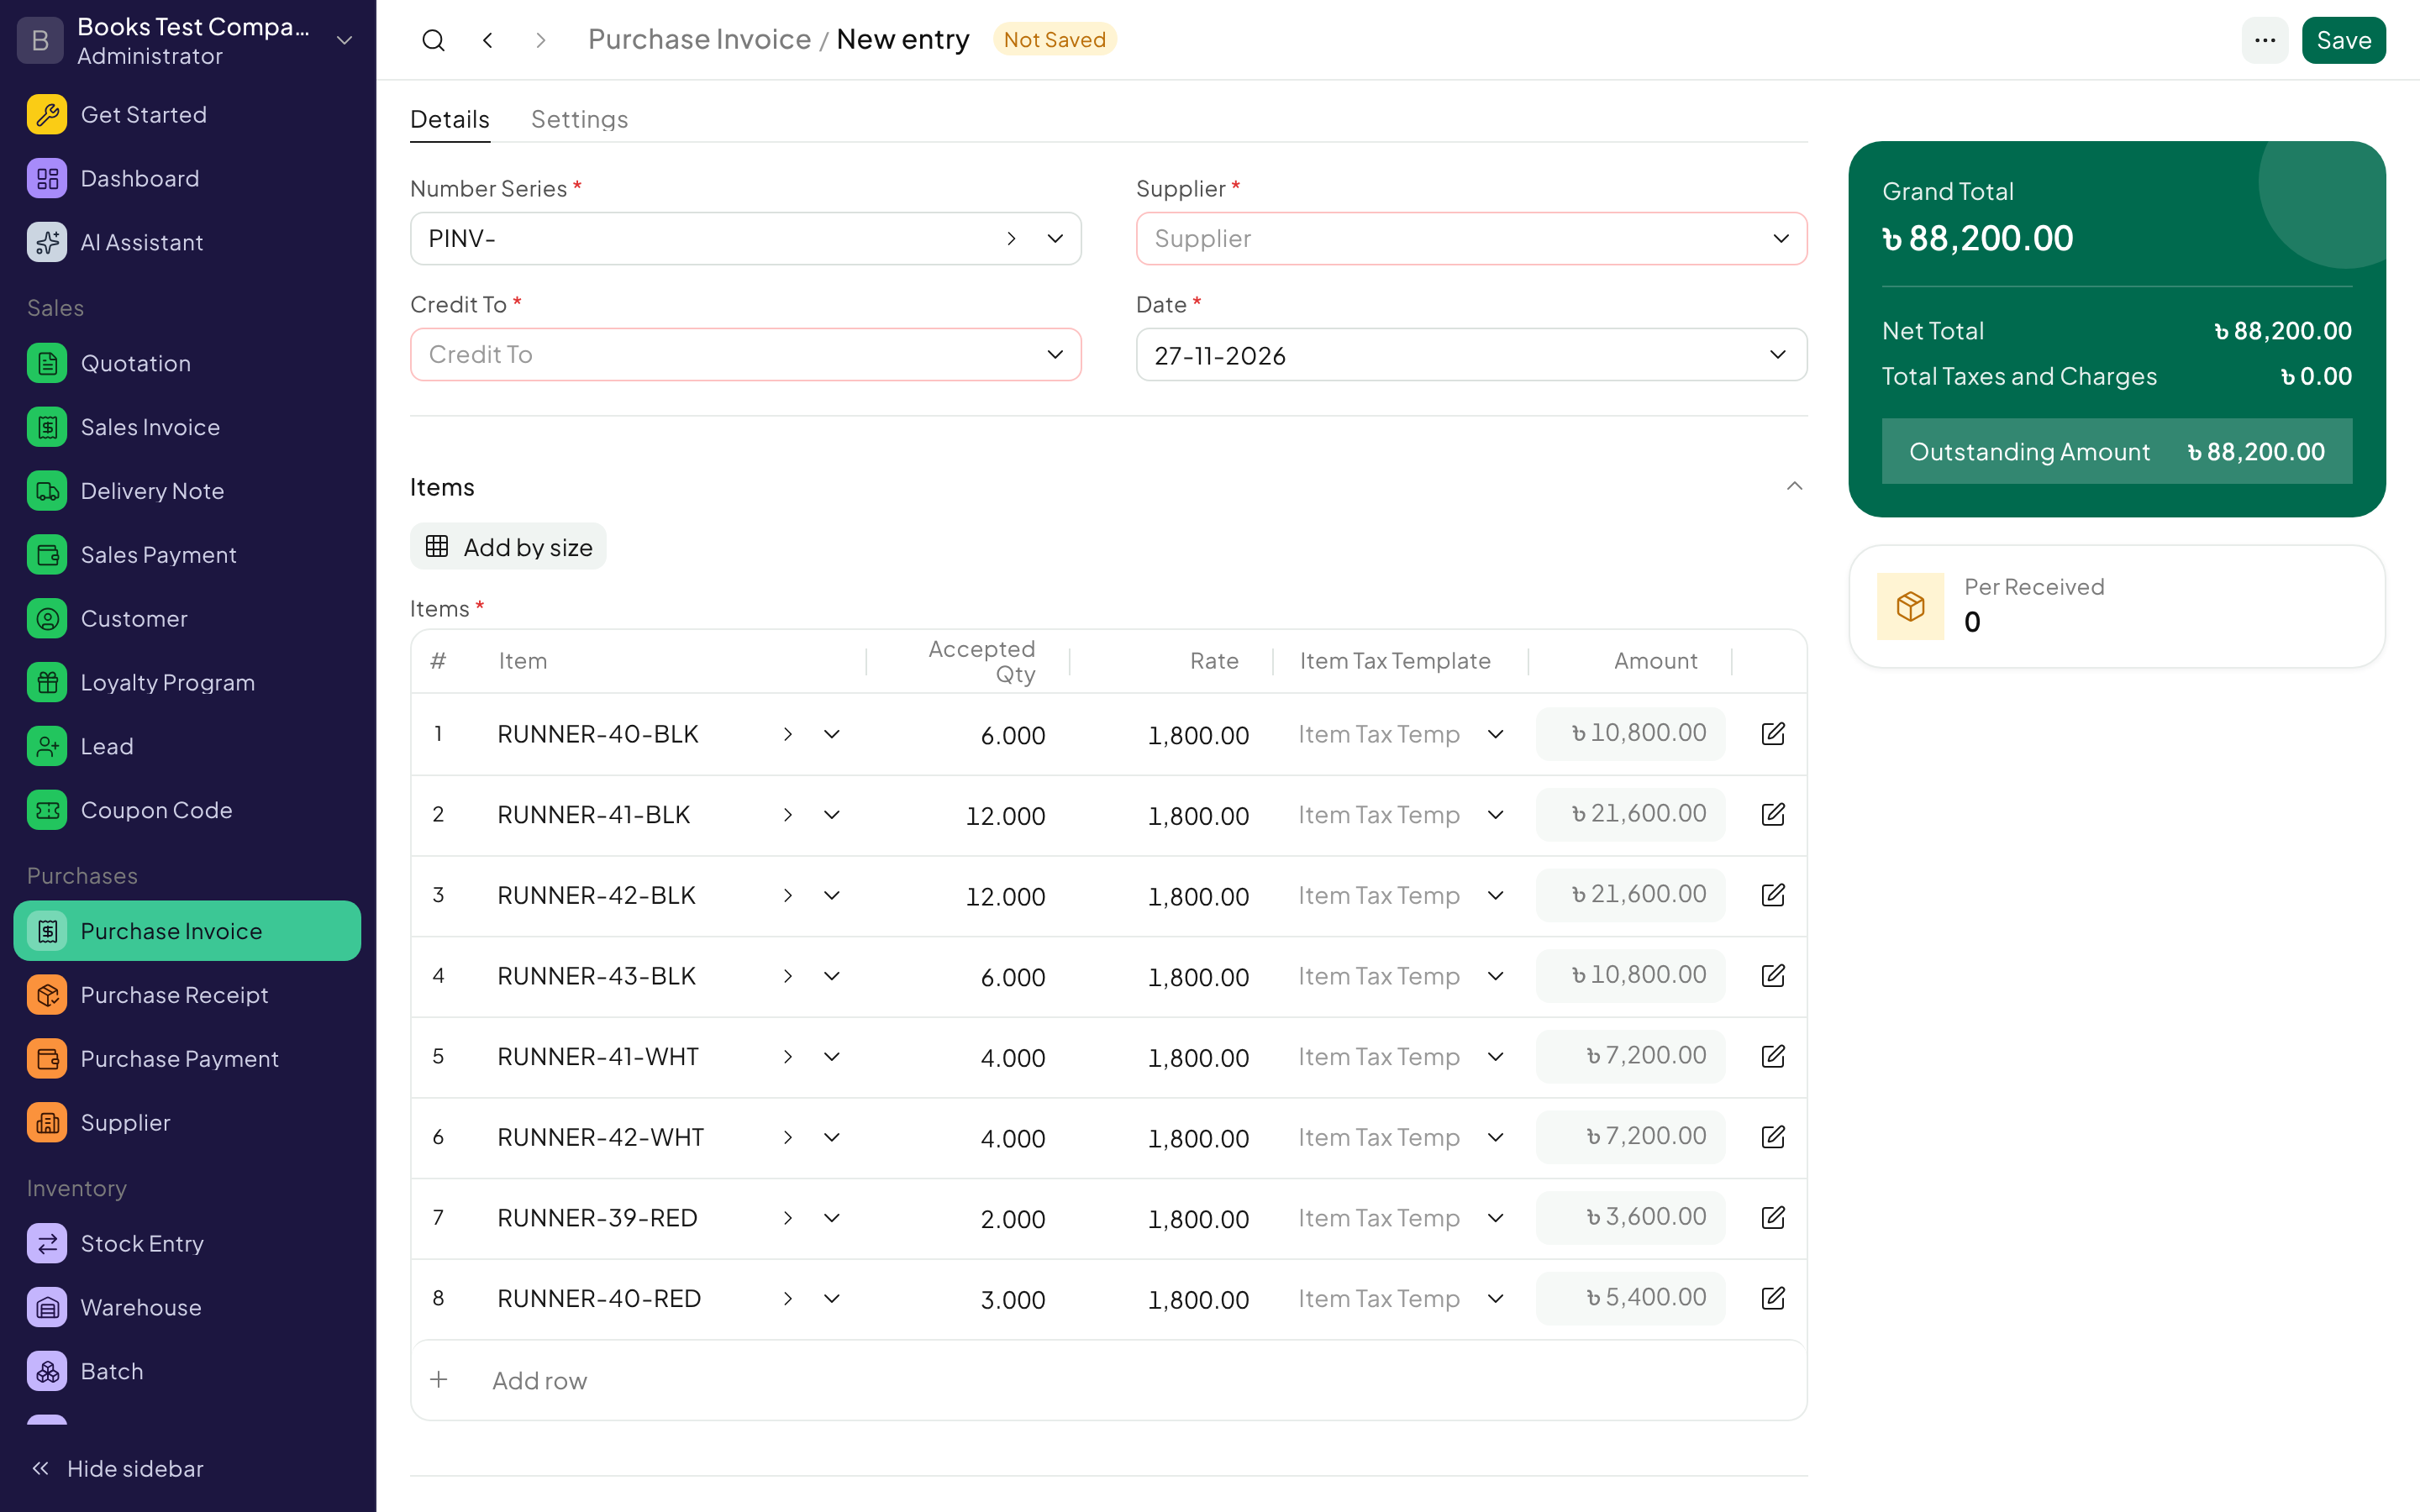 B
Books Test Compa...
Administrator
Get Started
Dashboard
AI Assistant
Sales
Quotation
Sales Invoice
Delivery Note
Sales Payment
Customer
Loyalty Program
Lead
Coupon Code
Purchases
Purchase Invoice
Purchase Receipt
Purchase Payment
Supplier
Inventory
Stock Entry
Warehouse
Batch
Hide sidebar
Purchase Invoice / New entry Not Saved
Save
Details Settings
Number Series *
PINV-
Supplier *
Supplier
Credit To *
Credit To
Date *
27-11-2026
Items
Add by size
Items *
# Item Accepted Qty Rate Item Tax Template Amount
1 RUNNER-40-BLK 6.000 1,800.00 Item Tax Temp ৳ 10,800.00
2 RUNNER-41-BLK 12.000 1,800.00 Item Tax Temp ৳ 21,600.00
3 RUNNER-42-BLK 12.000 1,800.00 Item Tax Temp ৳ 21,600.00
4 RUNNER-43-BLK 6.000 1,800.00 Item Tax Temp ৳ 10,800.00
5 RUNNER-41-WHT 4.000 1,800.00 Item Tax Temp ৳ 7,200.00
6 RUNNER-42-WHT 4.000 1,800.00 Item Tax Temp ৳ 7,200.00
7 RUNNER-39-RED 2.000 1,800.00 Item Tax Temp ৳ 3,600.00
8 RUNNER-40-RED 3.000 1,800.00 Item Tax Temp ৳ 5,400.00
Add row
Grand Total
৳ 88,200.00
Net Total ৳ 88,200.00
Total Taxes and Charges ৳ 0.00
Outstanding Amount ৳ 88,200.00
Per Received
0